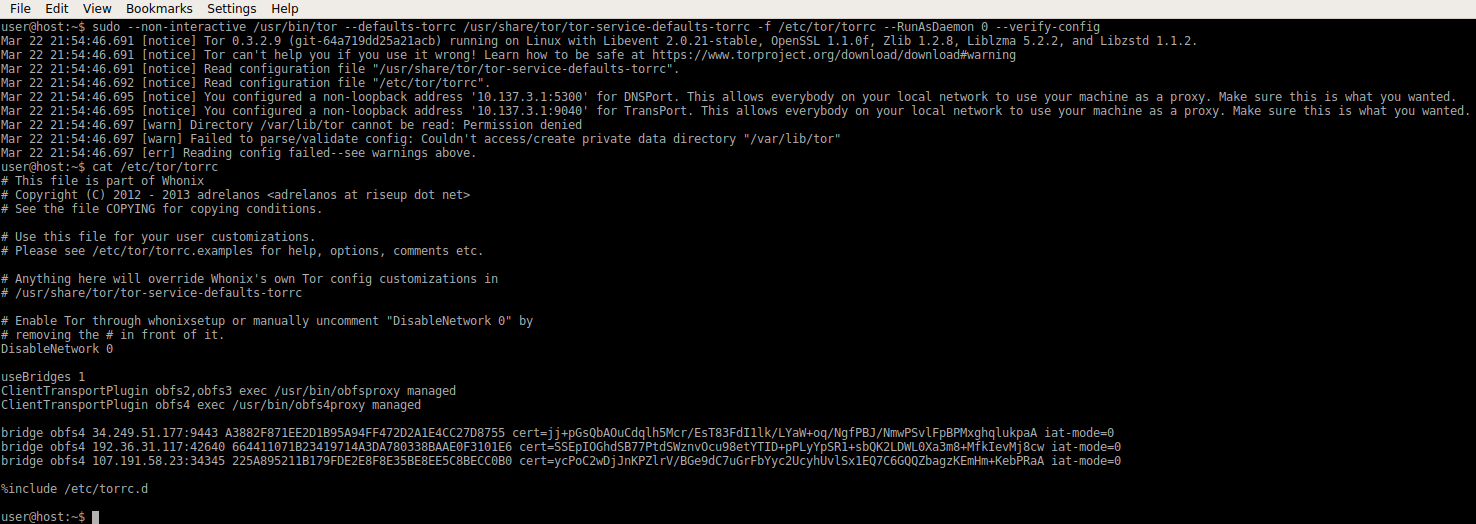 File Edit View Bookmarks Settings Help
user@host:~$ sudo --non-interactive /usr/bin/tor --defaults-torrc /usr/share/tor/tor-service-defaults-torrc -f /etc/tor/torrc --RunAsDaemon 0 --verify-config
Mar 22 21:54:46.691 [notice] Tor 0.3.2.9 (git-64a719dd25a21acb) running on Linux with Libevent 2.0.21-stable, OpenSSL 1.1.0f, Zlib 1.2.8, Liblzma 5.2.2, and Libzstd 1.1.2.
Mar 22 21:54:46.691 [notice] Tor can't help you if you use it wrong! Learn how to be safe at https://www.torproject.org/download/download#warning
Mar 22 21:54:46.691 [notice] Read configuration file "/usr/share/tor/tor-service-defaults-torrc".
Mar 22 21:54:46.692 [notice] Read configuration file "/etc/tor/torrc".
Mar 22 21:54:46.695 [notice] You configured a non-loopback address '10.137.3.1:5300' for DNSPort. This allows everybody on your local network to use your machine as a proxy. Make sure this is what you wanted.
Mar 22 21:54:46.695 [notice] You configured a non-loopback address '10.137.3.1:9040' for TransPort. This allows everybody on your local network to use your machine as a proxy. Make sure this is what you wanted.
Mar 22 21:54:46.697 [warn] Directory /var/lib/tor cannot be read: Permission denied
Mar 22 21:54:46.697 [warn] Failed to parse/validate config: Couldn't access/create private data directory "/var/lib/tor"
Mar 22 21:54:46.697 [err] Reading config failed--see warnings above.
user@host:~$ cat /etc/tor/torrc
# This file is part of Whonix
# Copyright (C) 2012 - 2013 adrelanos <adrelanos at riseup dot net>
# See the file COPYING for copying conditions.

# Use this file for your user customizations.
# Please see /etc/tor/torrc.examples for help, options, comments etc.

# Anything here will override Whonix's own Tor config customizations in
# /usr/share/tor/tor-service-defaults-torrc

# Enable Tor through whonixsetup or manually uncomment "DisableNetwork 0" by
# removing the # in front of it.
DisableNetwork 0

useBridges 1
ClientTransportPlugin obfs2,obfs3 exec /usr/bin/obfsproxy managed
ClientTransportPlugin obfs4 exec /usr/bin/obfs4proxy managed

bridge obfs4 34.249.51.177:9443 A3882F871EE2D1B95A94FF472D2A1E4CC27D8755 cert=jj+pGsQbAOuCdqlh5Mcr/EsT83FdI1lk/LYaW+oq/NgfPBJ/NmwPSvlFpBPMxghqlukpaA iat-mode=0
bridge obfs4 192.36.31.117:42640 664411071B23419714A3DA780338BAAE0F3101E6 cert=SSEpIOGhdSB77PtdSWznvOcu98etYTID+pPLyYpSR1+sbQK2LDWL0Xa3m8+MfkIevMj8cw iat-mode=0
bridge obfs4 107.191.58.23:34345 225A895211B179FDE2E8F8E35BE8EE5C8BECC0B0 cert=ycPoC2wDjJnKPZlrV/BGe9dC7uGrFbYyc2UcyhUvlSx1EQ7C6GQQZbagzKEmHm+KebPRaA iat-mode=0

%include /etc/torrc.d

user@host:~$